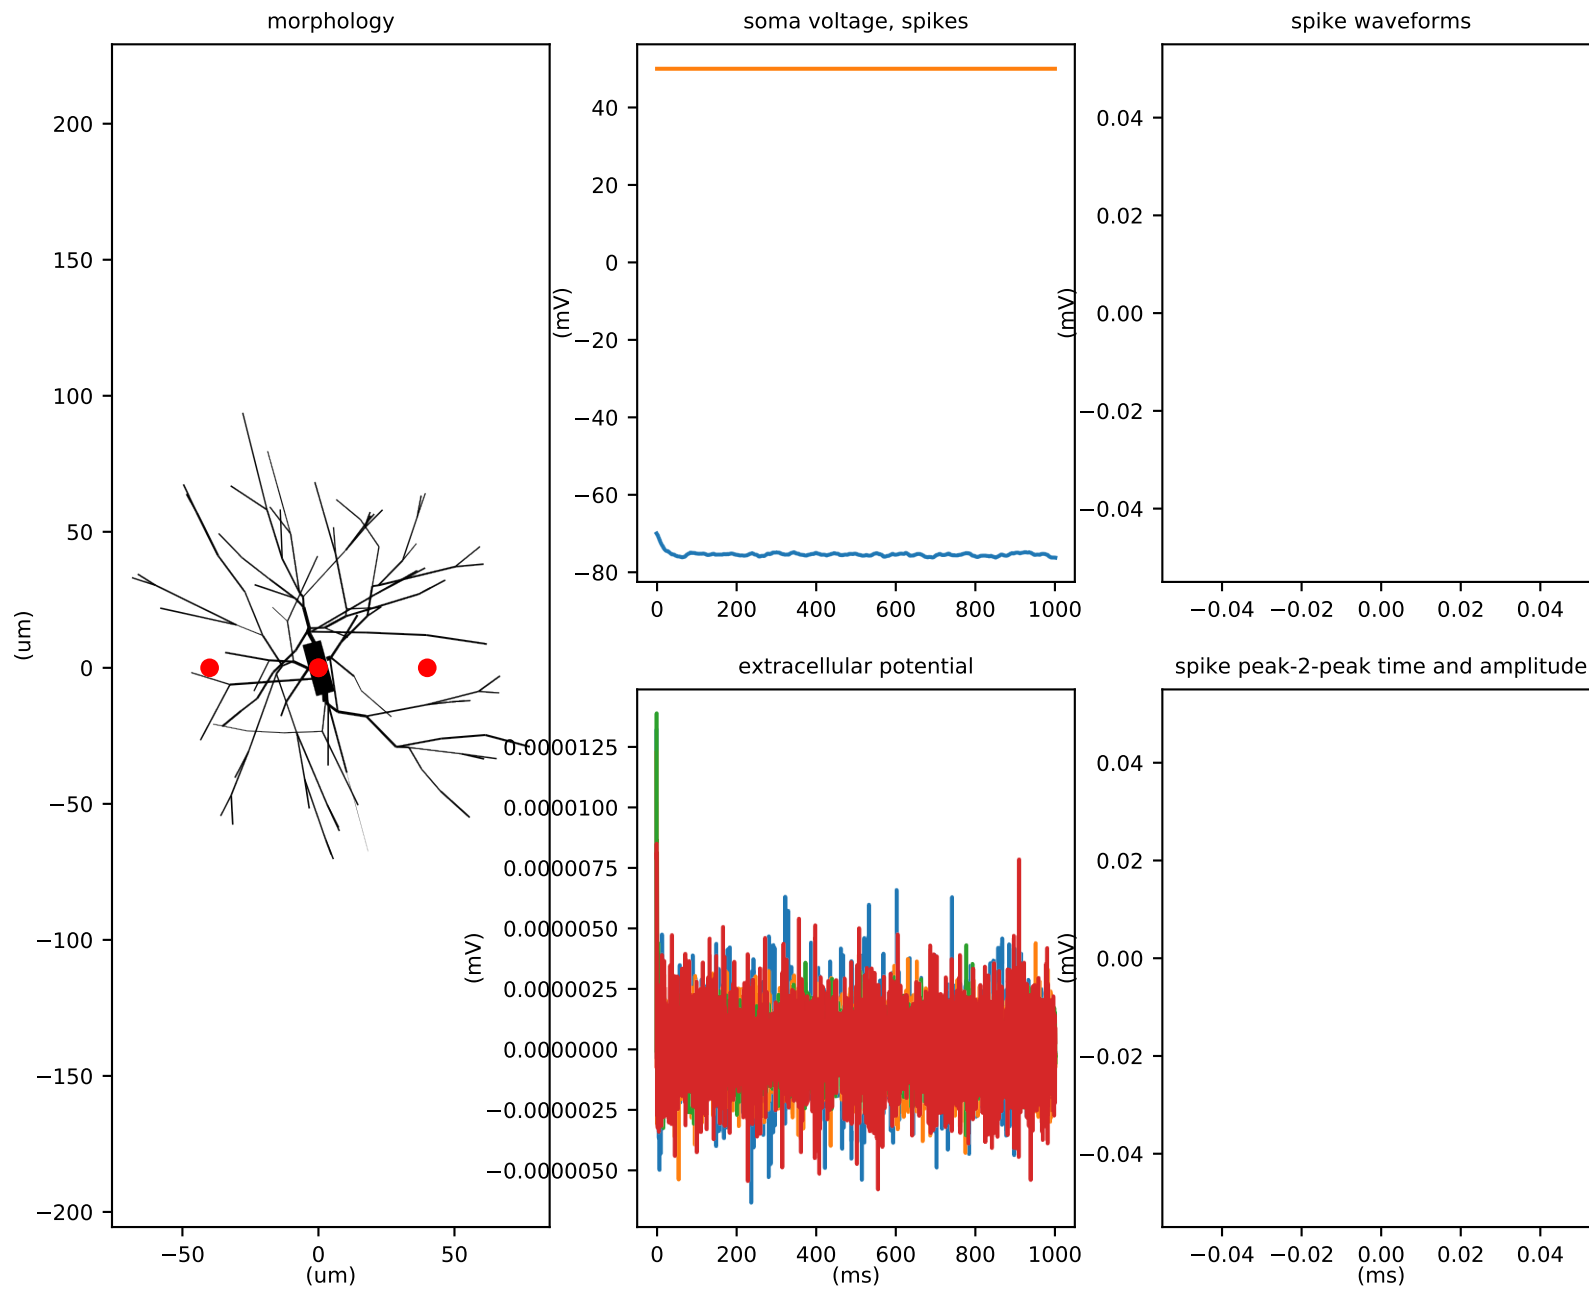 morphology
200
150
100
50
0
−50
−100
−150
−200
(um)
−50 0 50
(um)
soma voltage, spikes
40
20
0
−20
−40
−60
−80
(mV)
0 200 400 600 800 1000
spike waveforms
0.04
0.02
0.00
−0.02
−0.04
(mV)
−0.04 −0.02 0.00 0.02 0.04
extracellular potential
0.0000125
0.0000100
0.0000075
0.0000050
0.0000025
0.0000000
−0.0000025
−0.0000050
(mV)
0 200 400 600 800 1000
(ms)
spike peak-2-peak time and amplitude
0.04
0.02
0.00
−0.02
−0.04
(mV)
−0.04 −0.02 0.00 0.02 0.04
(ms)